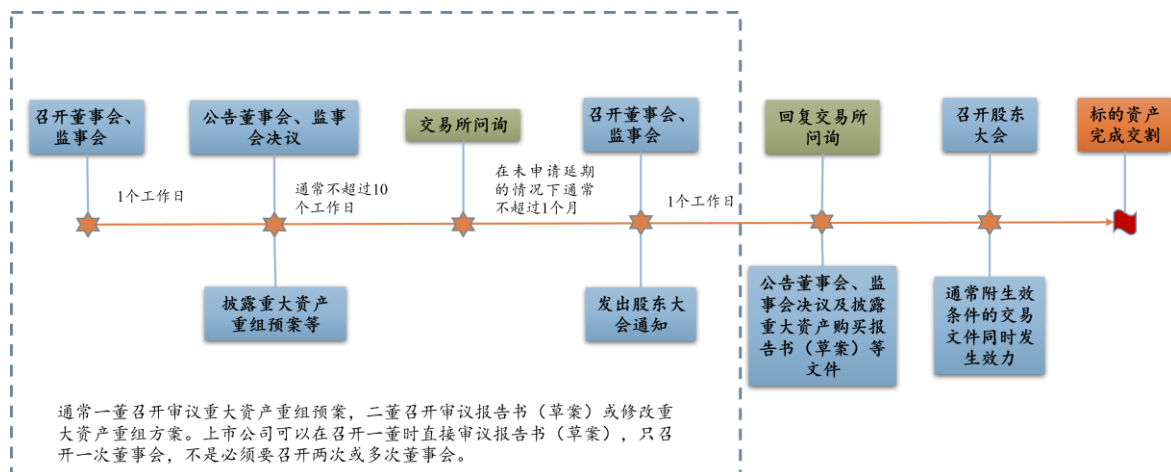 召开董事会、
监事会
公告董事会、监事
会决议
交易所问询
召开董事会、
监事会
回复交易所
问询
召开股东
大会
标的资产
完成交割
1个工作日
通常不超过10
个工作日
在未申请延期
的情况下通常
不超过1个月
1个工作日
披露重大资产
重组预案等
发出股东大
会通知
公告董事会、监
事会决议及披露
重大资产购买报
告书（草案）等
文件
通常附生效
条件的交易
文件同时发
生效力
通常一董召开审议重大资产重组预案，二董召开审议报告书（草案）或修改重
大资产重组方案。上市公司可以在召开一董时直接审议报告书（草案），只召
开一次董事会，不是必须要召开两次或多次董事会。